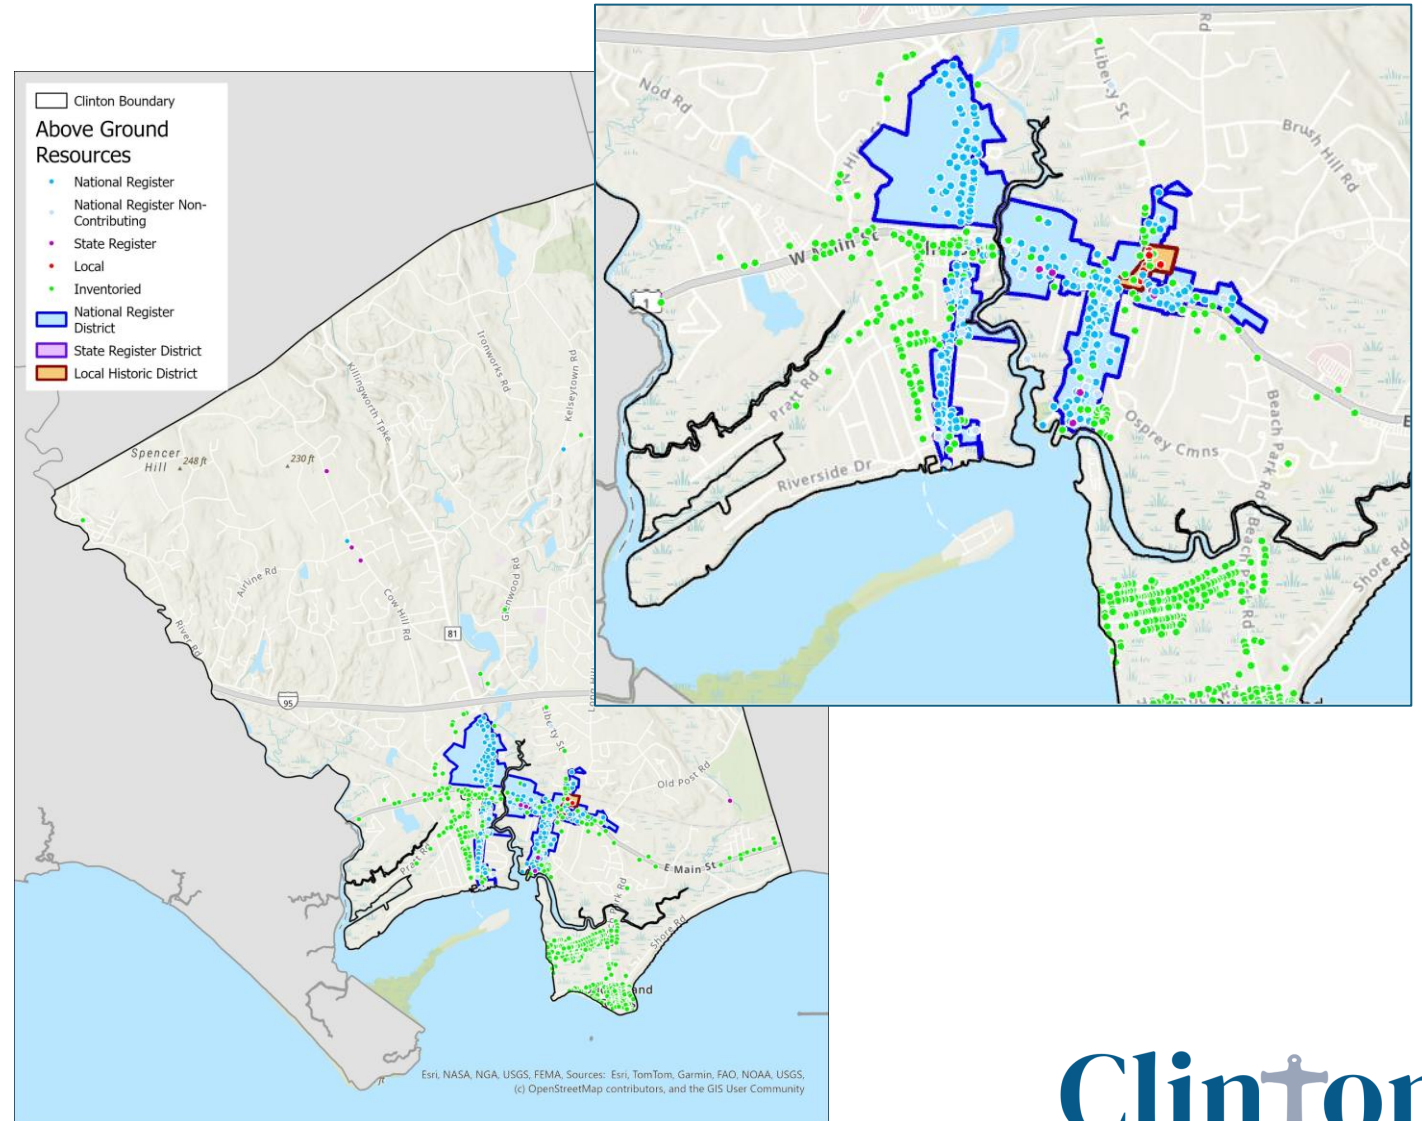 Clinton Boundary
Above Ground
Resources
National Register
National Register Non-
Contributing
State Register
Local
Inventoried
National Register
District
State Register District
Local Historic District
Nod Rd
Liberty St
Rd
Brush Hill Rd
W Main St
1
Pratt Rd
Riverside Dr
Osprey Cmns
Beach Park Rd
Shore Rd
Spencer
Hill
248 ft
230 ft
Killingworth Tpke
Ironworks Rd
Kelseytown Rd
Airline Rd
Cow Hill Rd
Glenwood Rd
River Rd
81
95
Liberty St
Old Post Rd
Pratt Rd
E Main St
Shore Rd
Esri, NASA, NGA, USGS, FEMA, Sources: Esri, TomTom, Garmin, FAO, NOAA, USGS,
(c) OpenStreetMap contributors, and the GIS User Community
Clinton